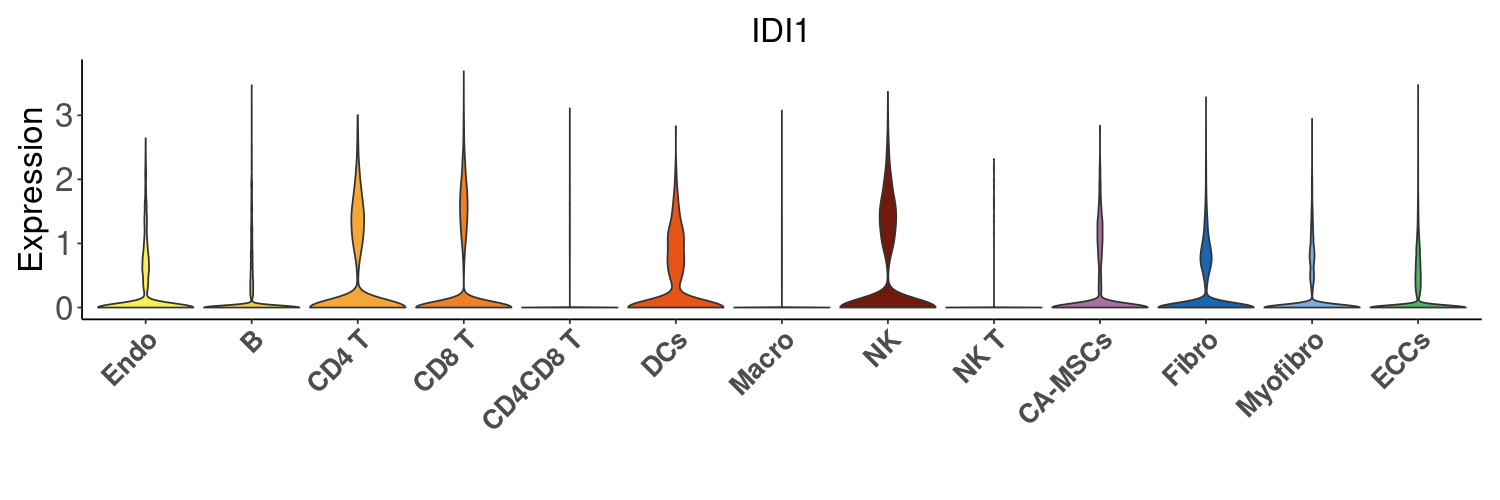 IDI1
Expression
3
2
1
0
Endo
B
CD4 T
CD8 T
CD4CD8 T
DCs
Macro
NK
NK T
CA-MSCs
Fibro
Myofibro
ECCs